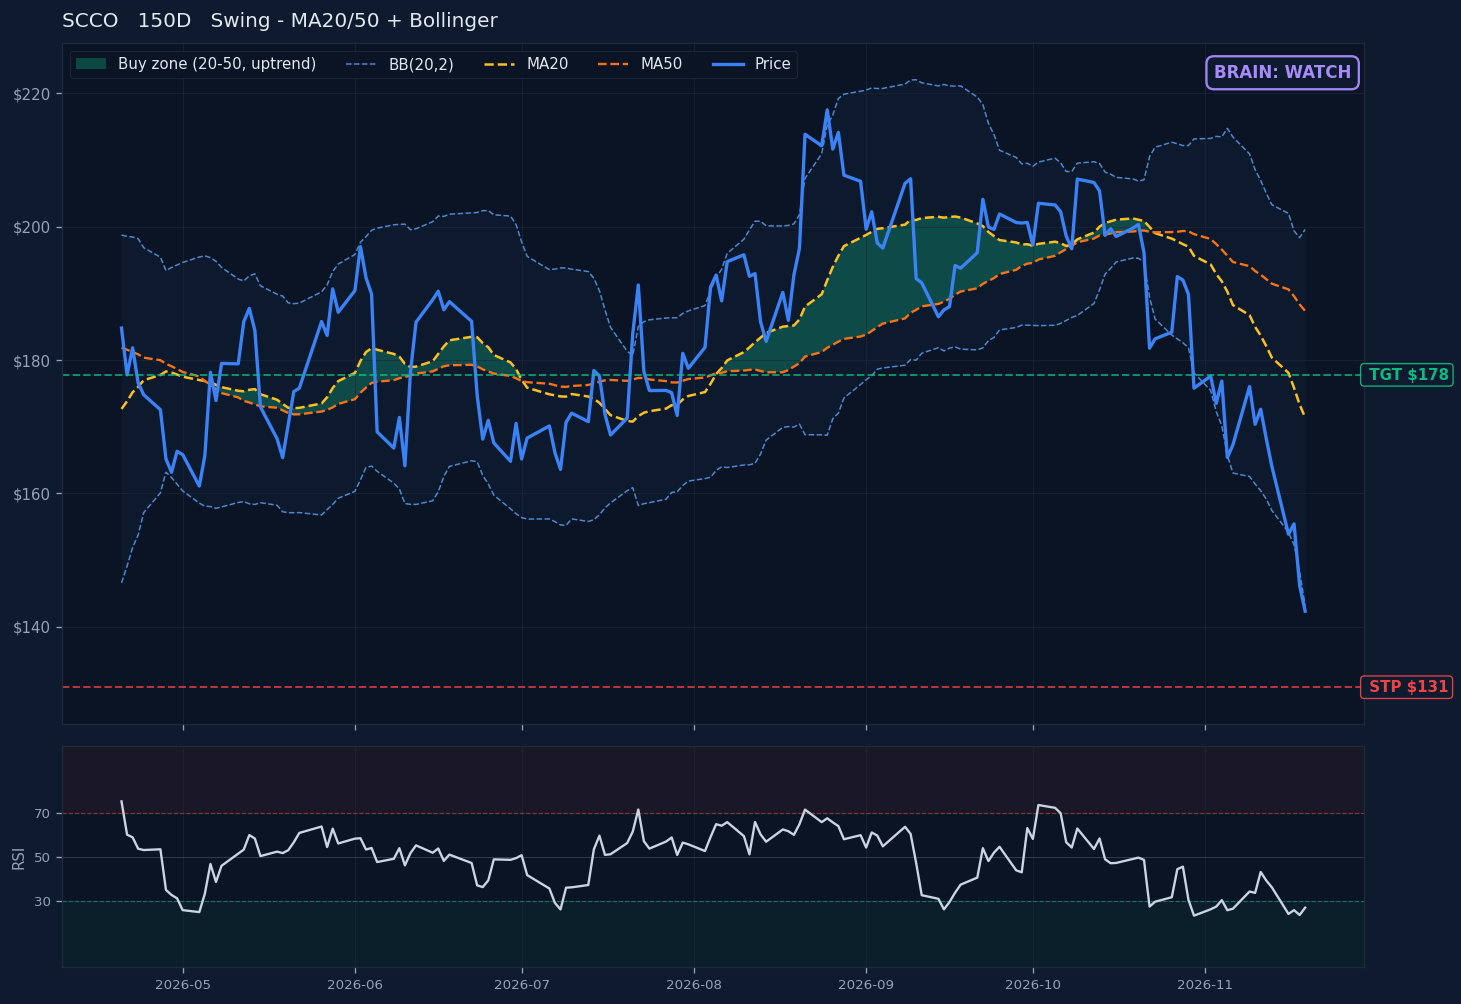 SCCO   150D   Swing - MA20/50 + Bollinger
Buy zone (20-50, uptrend)   BB(20,2)   MA20   MA50   Price
BRAIN: WATCH
$220
$200
$180
TGT $178
$160
$140
STP $131
RSI
70
50
30
2026-05   2026-06   2026-07   2026-08   2026-09   2026-10   2026-11